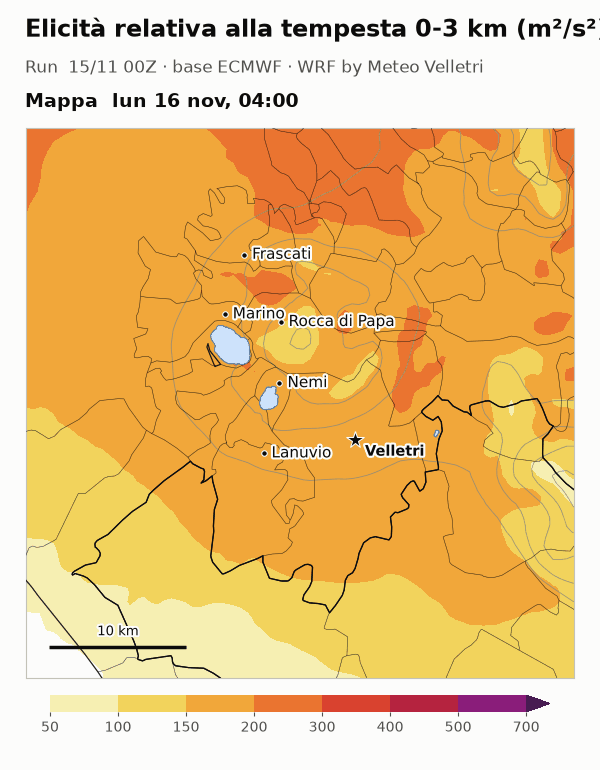 Elicità relativa alla tempesta 0-3 km (m²/s²)
Run 15/11 00Z · base ECMWF · WRF by Meteo Velletri
Mappa lun 16 nov, 04:00
Frascati
Marino
Rocca di Papa
Nemi
Velletri
Lanuvio
10 km
50 100 150 200 300 400 500 700